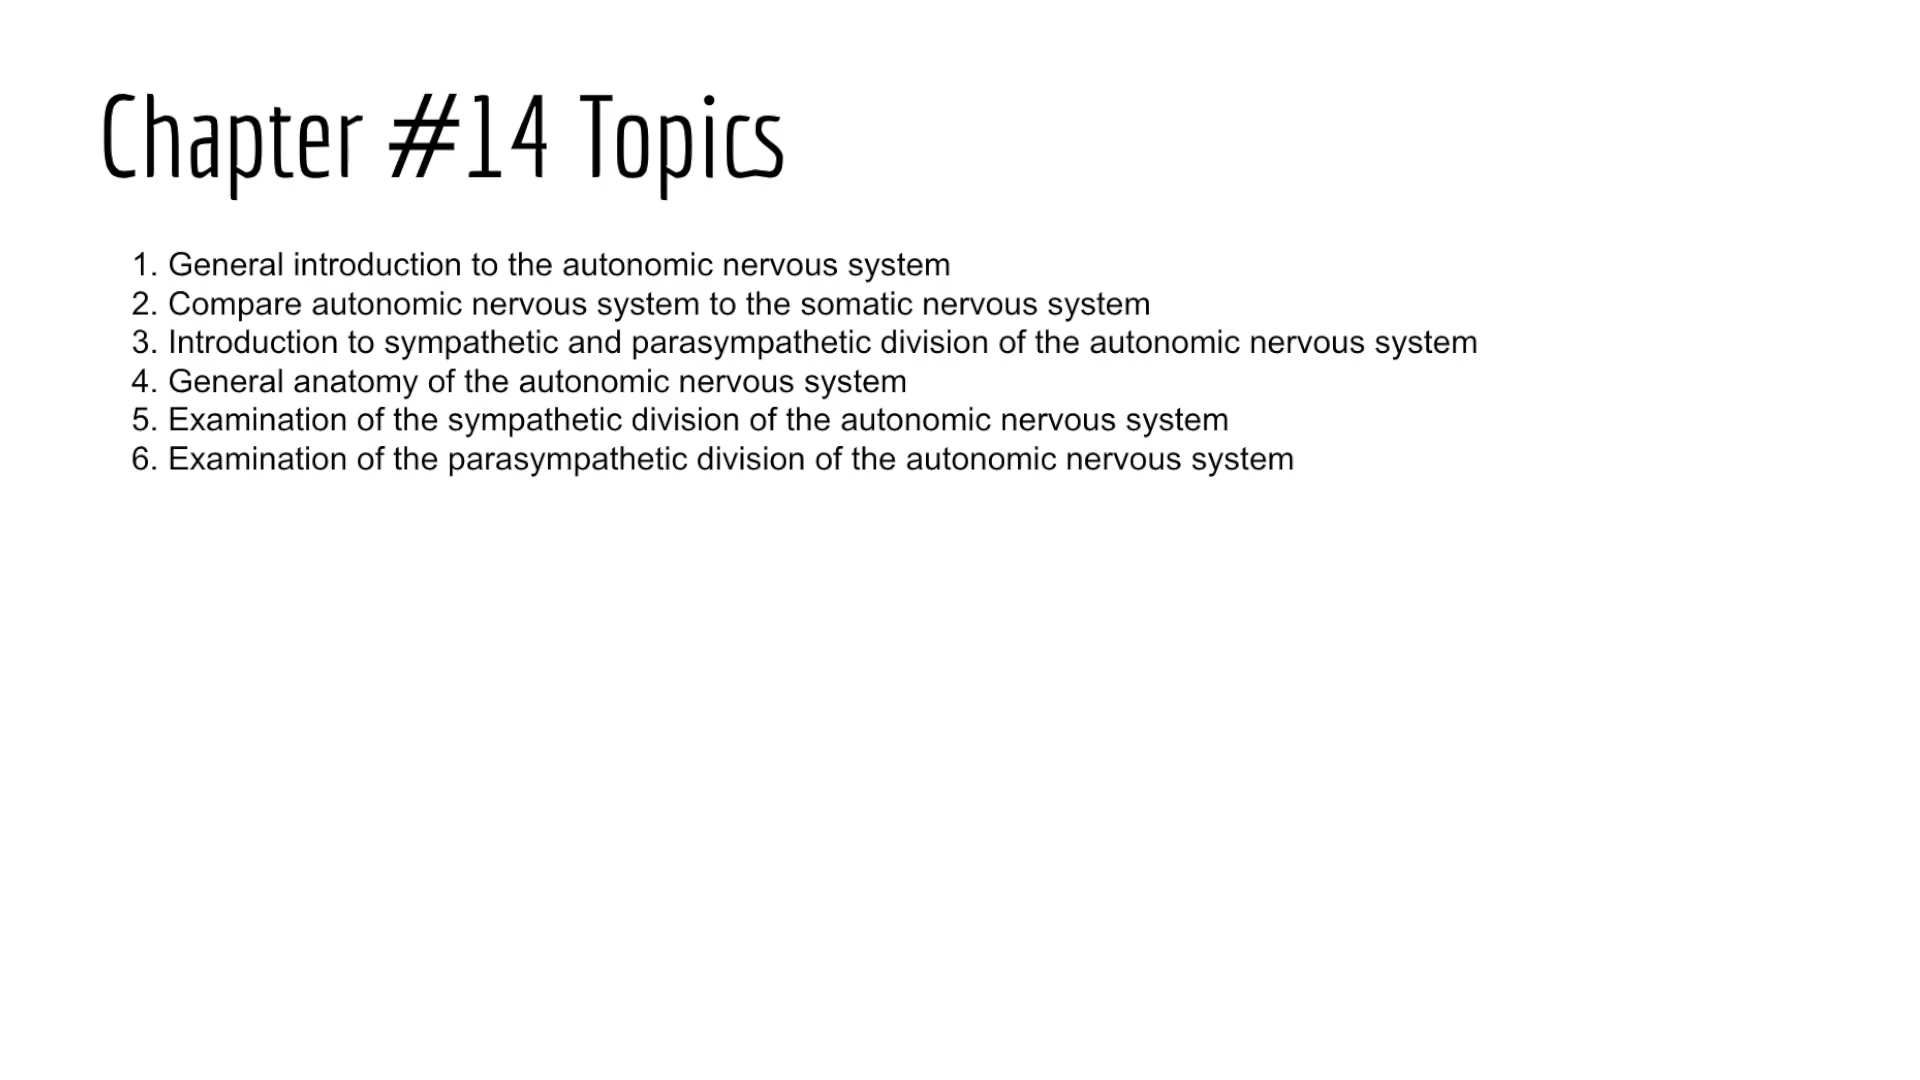 Chapter #14 Topics
1. General introduction to the autonomic nervous system
2. Compare autonomic nervous system to the somatic nervous system
3. Introduction to sympathetic and parasympathetic division of the autonomic nervous system
4. General anatomy of the autonomic nervous system
5. Examination of the sympathetic division of the autonomic nervous system
6. Examination of the parasympathetic division of the autonomic nervous system